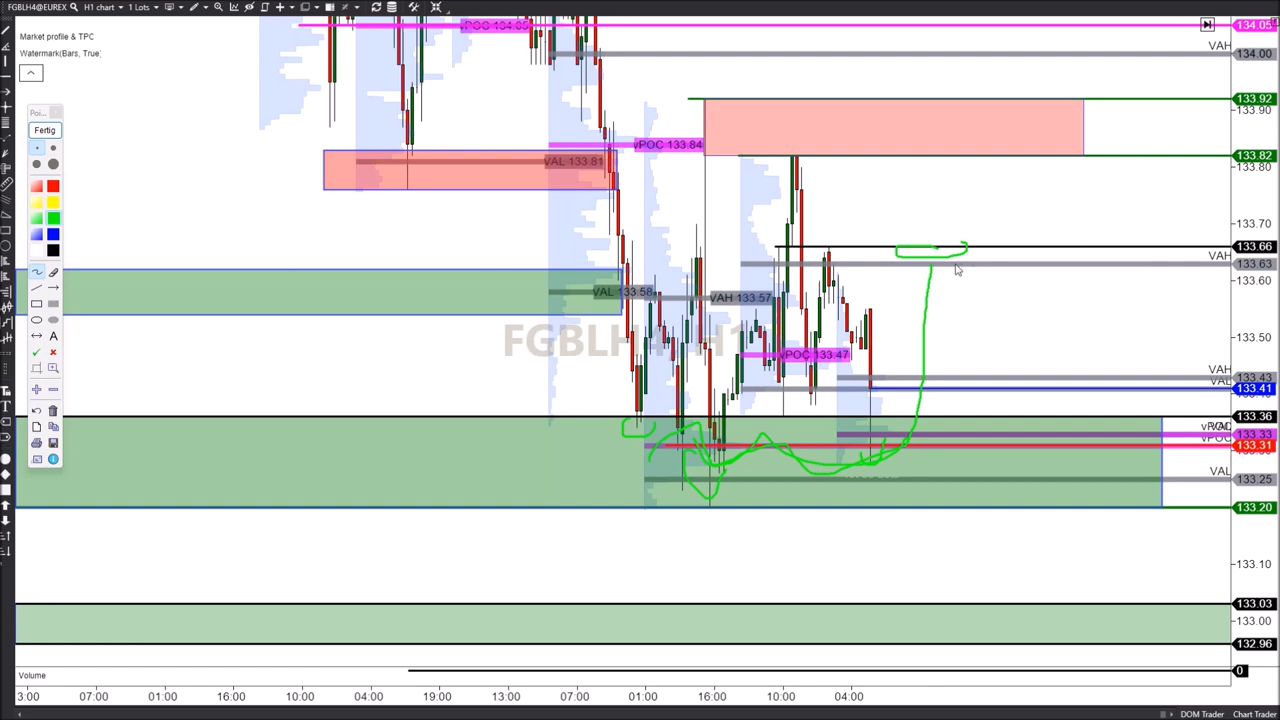 FGBLH4@EUREX H1 chart 1 Lots
vPOC 134.05 134.05
Market profile & TPC
VAH
Watermark(Bars, True)
134.00
Poi...
133.92
133.90
Fertig
vPOC 133.84
133.82
VAL 133.81
133.80
133.70
133.66
VAH
133.63
133.60
VAL 133.58 VAH 133.57
133.50
vPOC 133.47
VAH
133.43
VAL
133.41
133.36
133.33
vPOC
133.31
VAL
133.25
133.20
133.10
133.03
133.00
132.96
A
T
T
Volume
0
3:00 07:00 01:00 16:00 10:00 04:00 19:00 13:00 07:00 01:00 16:00 10:00 04:00
DOM Trader Chart Trader